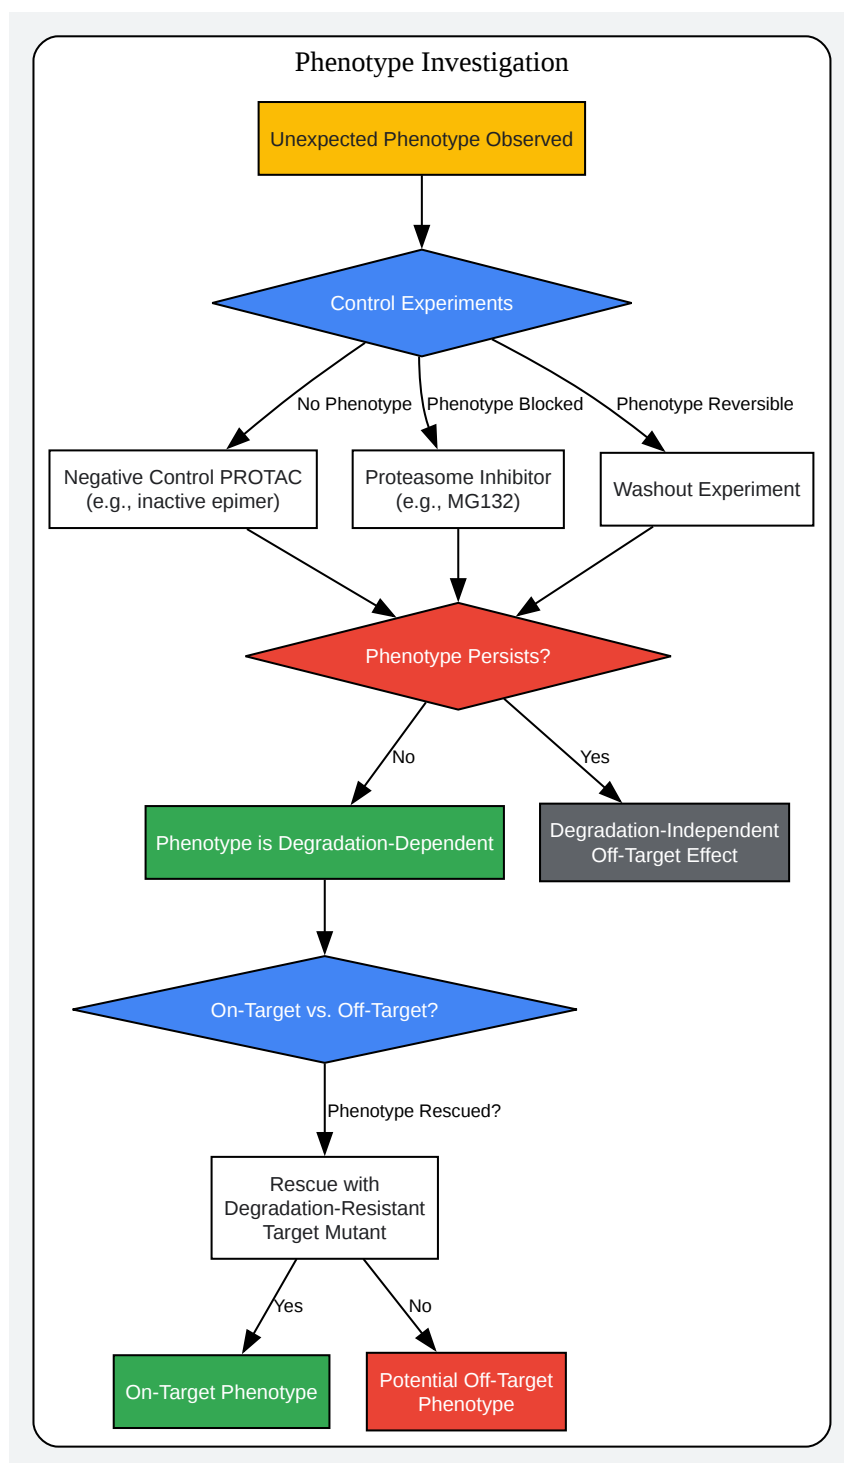 Phenotype Investigation
Unexpected Phenotype Observed
Control Experiments
No Phenotype
Phenotype Blocked
Phenotype Reversible
Negative Control PROTAC
(e.g., inactive epimer)
Proteasome Inhibitor
(e.g., MG132)
Washout Experiment
Phenotype Persists?
No
Yes
Phenotype is Degradation-Dependent
Degradation-Independent
Off-Target Effect
On-Target vs. Off-Target?
Phenotype Rescued?
Rescue with
Degradation-Resistant
Target Mutant
Yes
No
On-Target Phenotype
Potential Off-Target
Phenotype